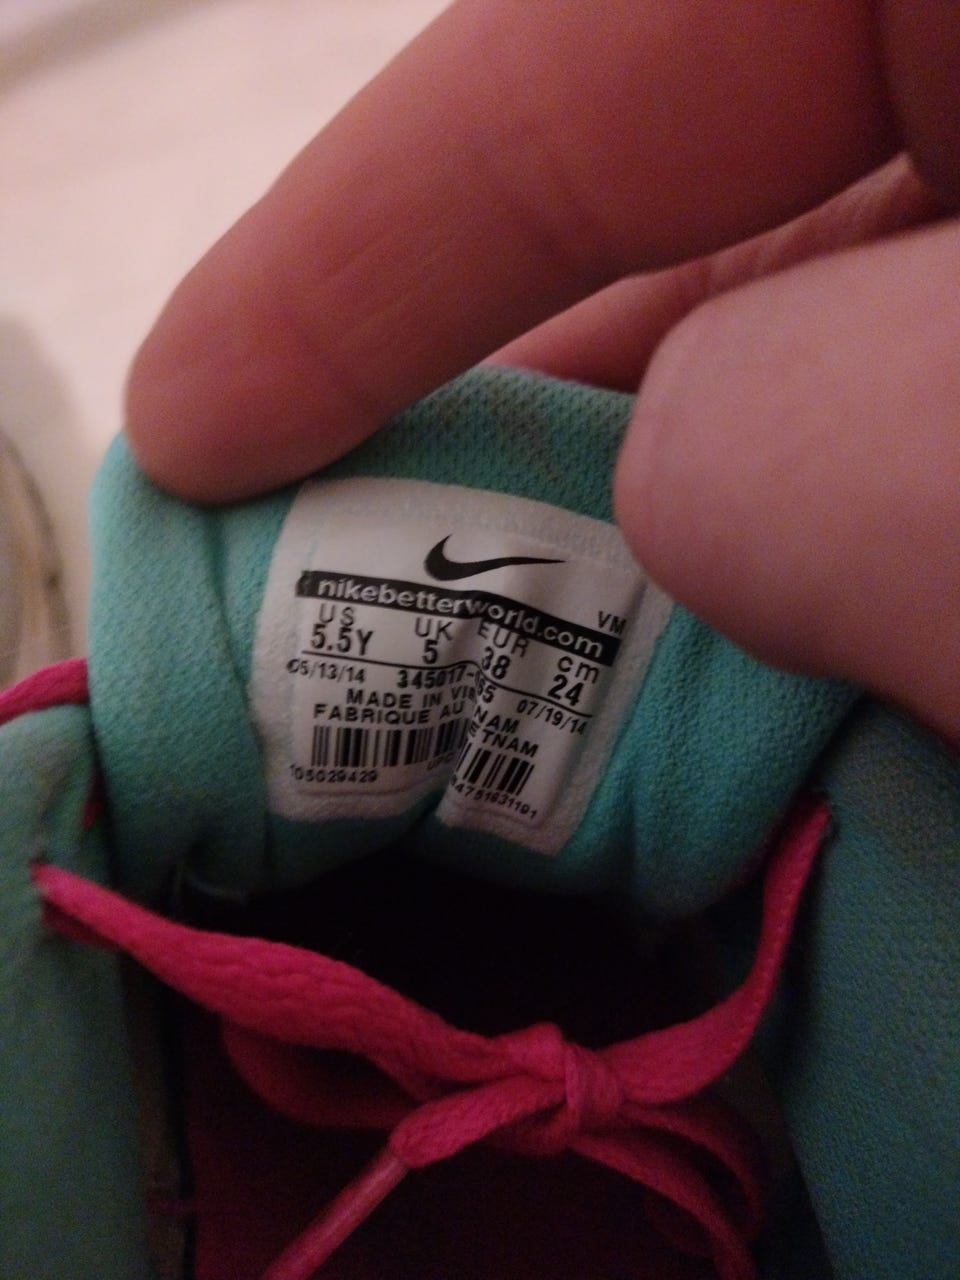 nikebetterworld.com
VM
US UK EUR cm
5.5Y 5 38 24
05/13/14 07/19/14
MADE IN
FABRIQUE AU
105029429